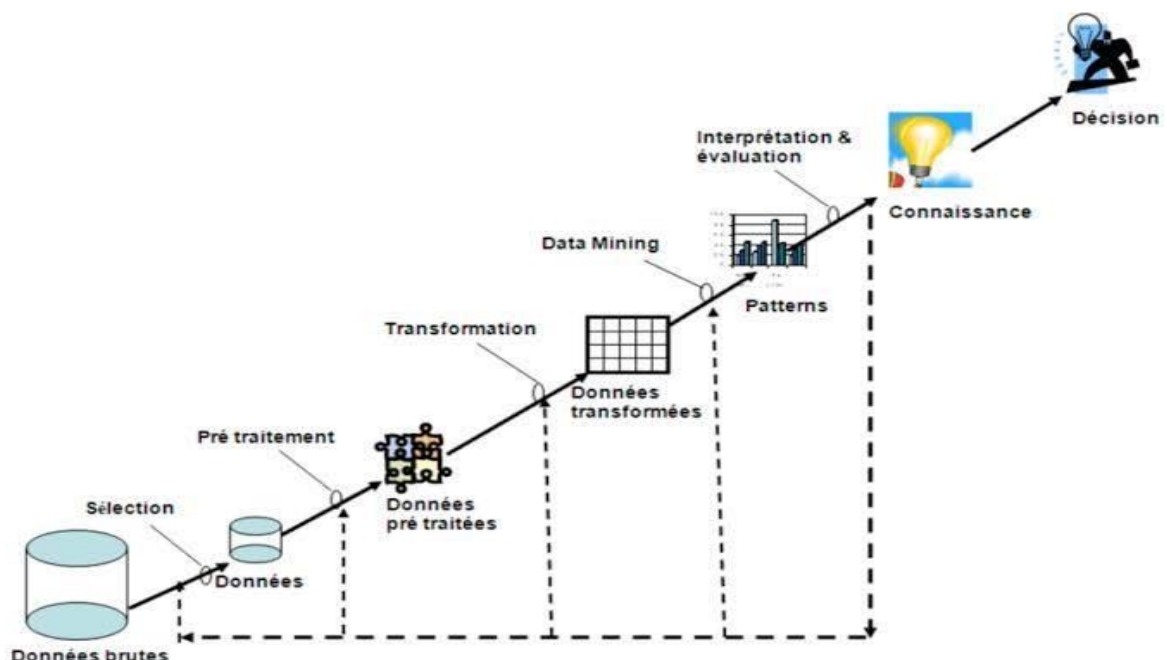 Décision
Interprétation &
évaluation
Connaissance
Data Mining
Patterns
Transformation
Données
transformées
Pré traitement
Données
pré traitées
Sélection
Données
Données brutes